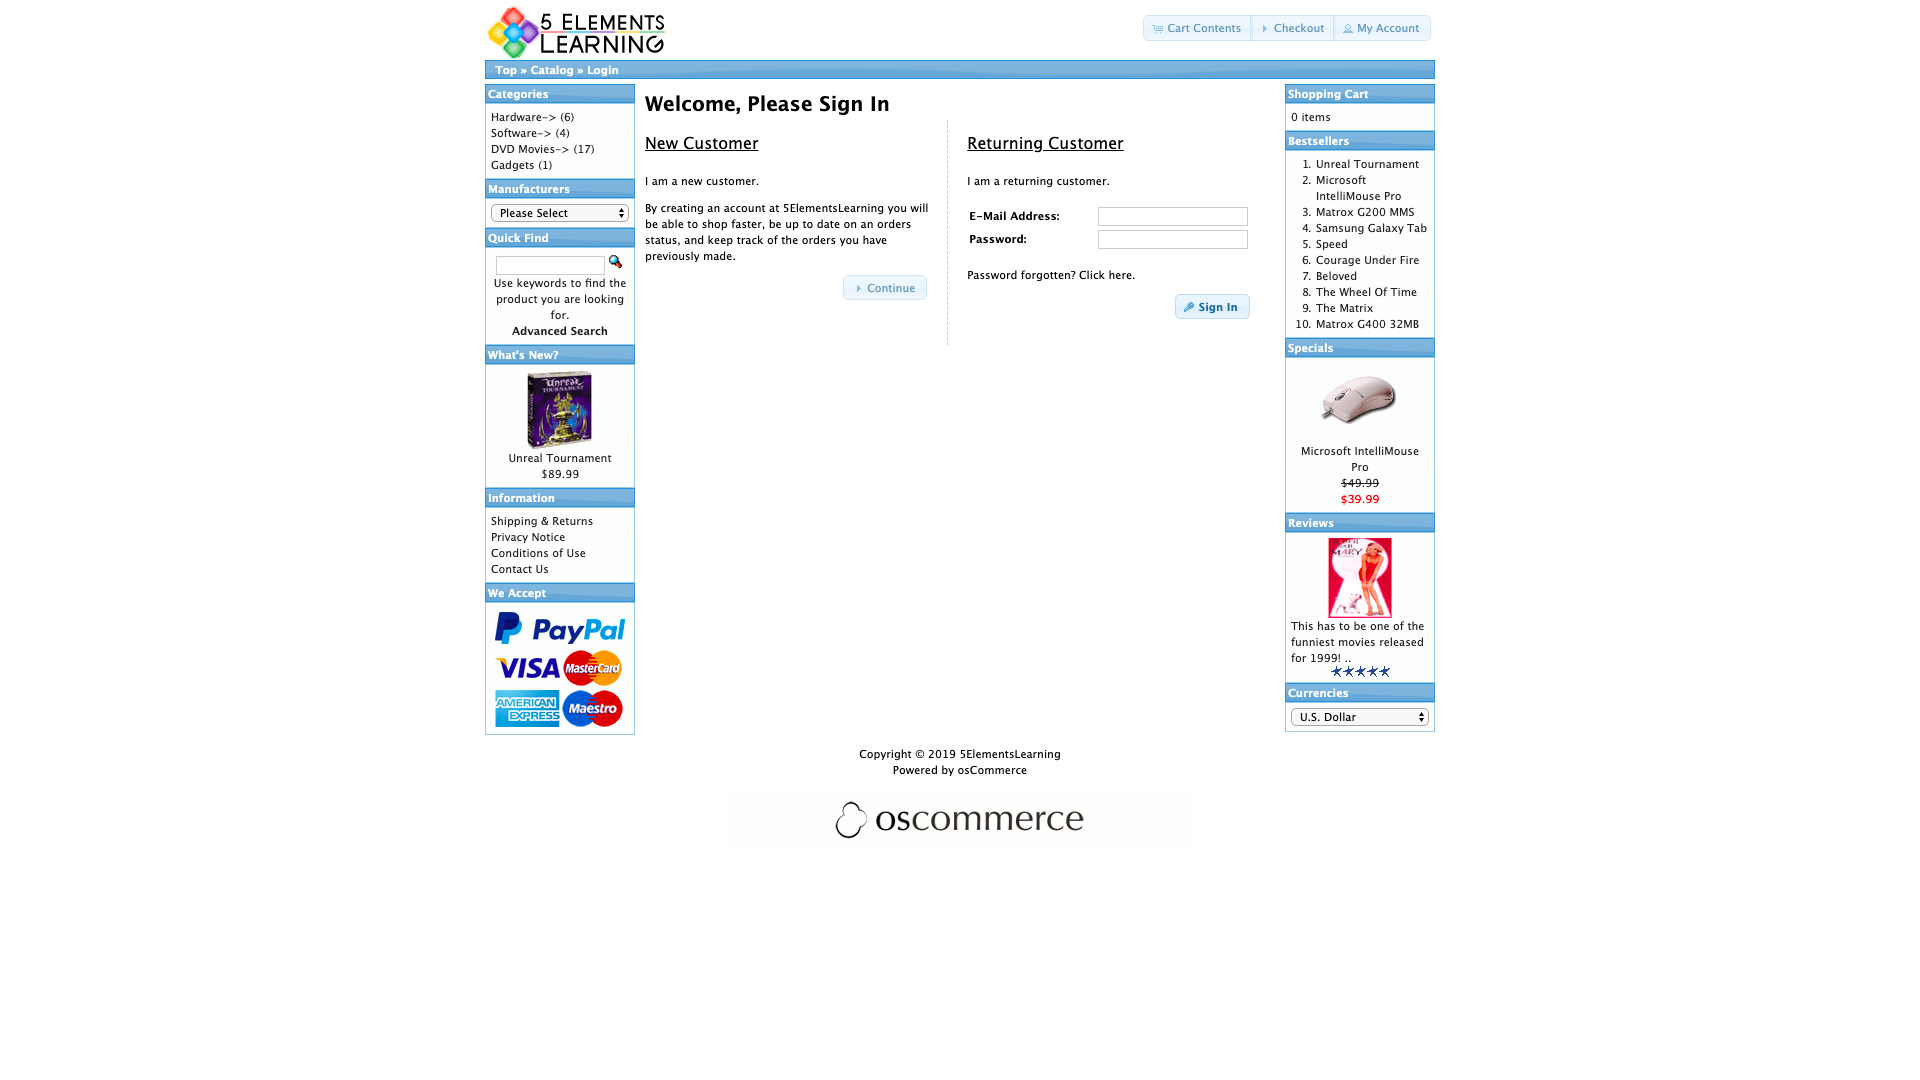 5 ELEMENTS
LEARNING
Cart Contents
Checkout
My Account
Top » Catalog » Login
Categories
Hardware-> (6)
Software-> (4)
DVD Movies-> (17)
Gadgets (1)
Manufacturers
Please Select
Quick Find
Use keywords to find the
product you are looking
for.
Advanced Search
What's New?
Unreal
TOURNAMENT
Unreal Tournament
$89.99
Information
Shipping & Returns
Privacy Notice
Conditions of Use
Contact Us
We Accept
PayPal
VISA MasterCard
AMERICAN
EXPRESS
Maestro
Welcome, Please Sign In
New Customer
I am a new customer.
By creating an account at 5ElementsLearning you will
be able to shop faster, be up to date on an orders
status, and keep track of the orders you have
previously made.
Continue
Returning Customer
I am a returning customer.
E-Mail Address:
Password:
Password forgotten? Click here.
Sign In
Shopping Cart
0 items
Bestsellers
1. Unreal Tournament
2. Microsoft
IntelliMouse Pro
3. Matrox G200 MMS
4. Samsung Galaxy Tab
5. Speed
6. Courage Under Fire
7. Beloved
8. The Wheel Of Time
9. The Matrix
10. Matrox G400 32MB
Specials
Microsoft IntelliMouse
Pro
$49.99
$39.99
Reviews
MARY
This has to be one of the
funniest movies released
for 1999! ..
Currencies
U.S. Dollar
Copyright © 2019 5ElementsLearning
Powered by osCommerce
oscommerce